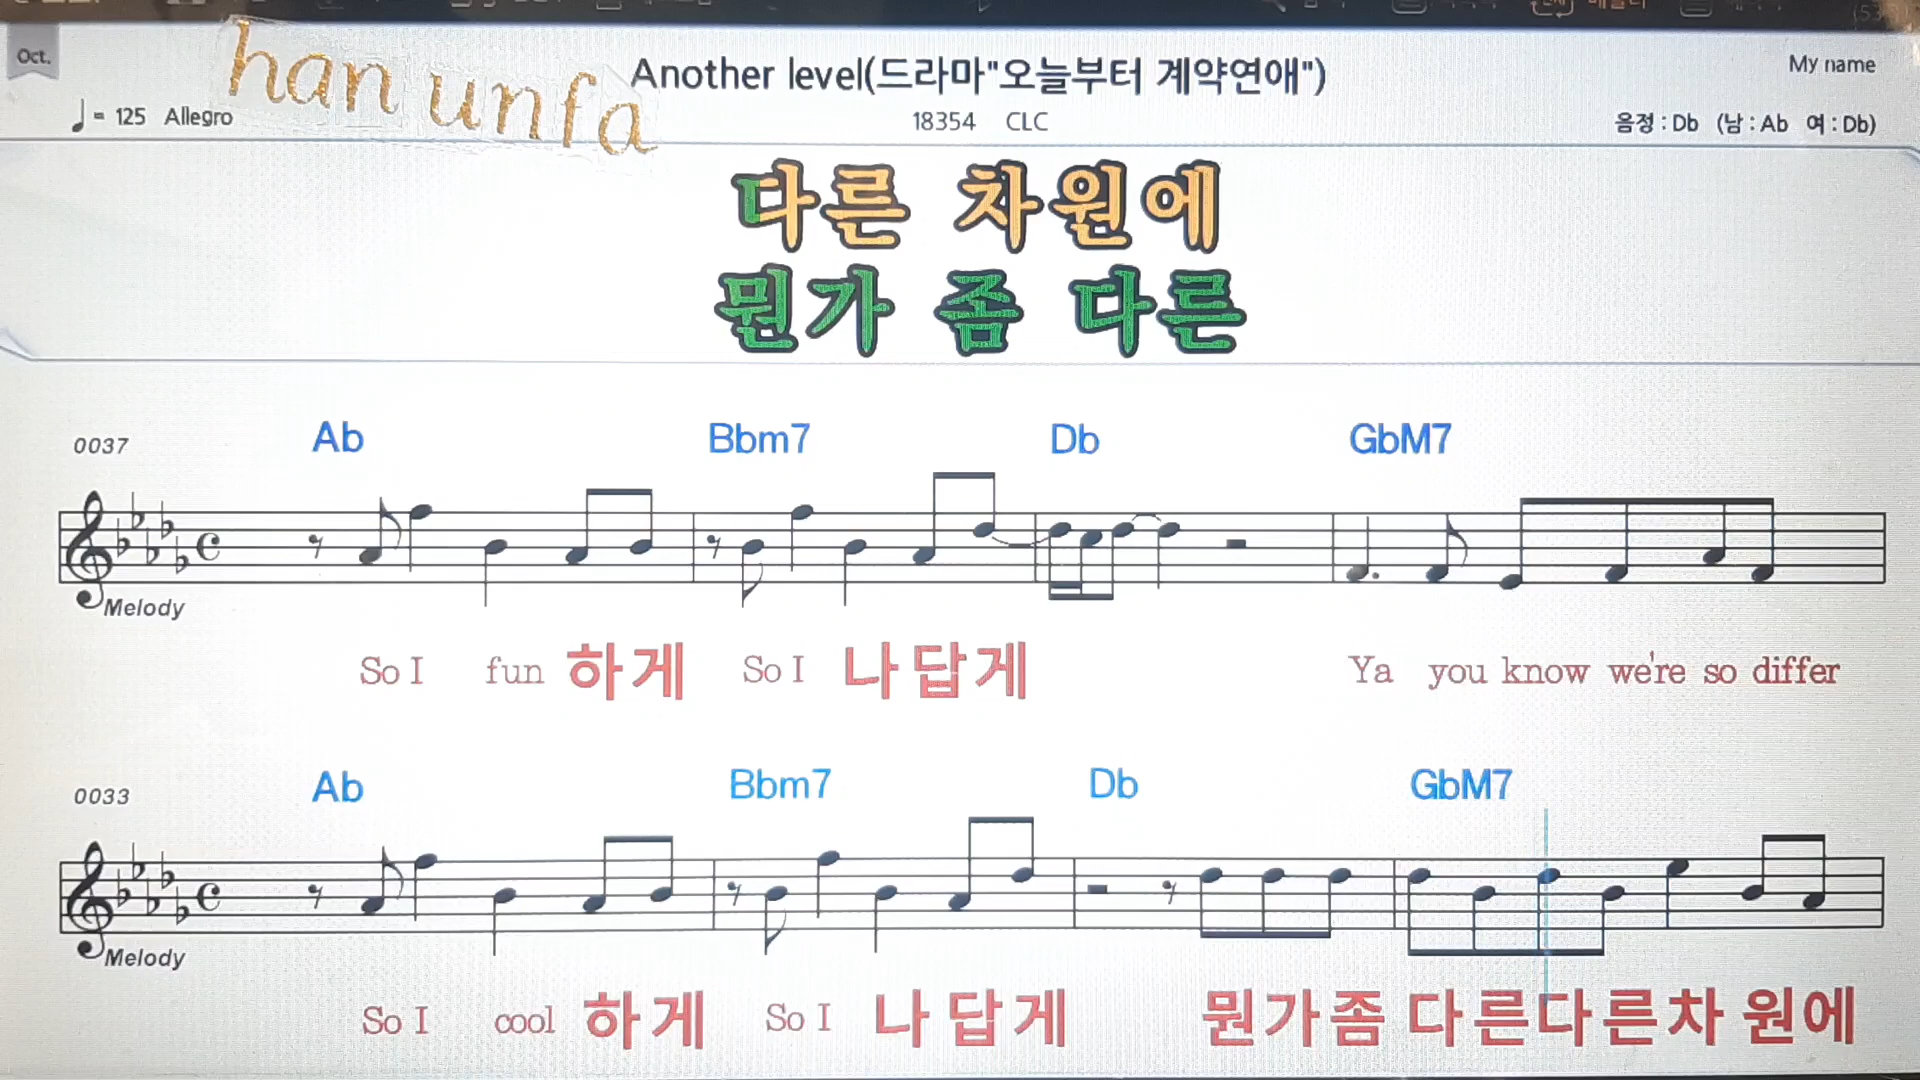 Oct.
han unfa
Another level(드라마"오늘부터 계약연애")
My name
= 125 Allegro
18354 CLC
음정 : Db (남 : Ab 여 : Db)
다른 차원에
뭔가 좀 다른
0037 Ab Bbm7 Db GbM7
Melody
So I fun 하게 So I 나답게 Ya you know we're so differ
0033 Ab Bbm7 Db GbM7
Melody
So I cool 하게 So I 나답게 뭔가좀 다른다른차 원에